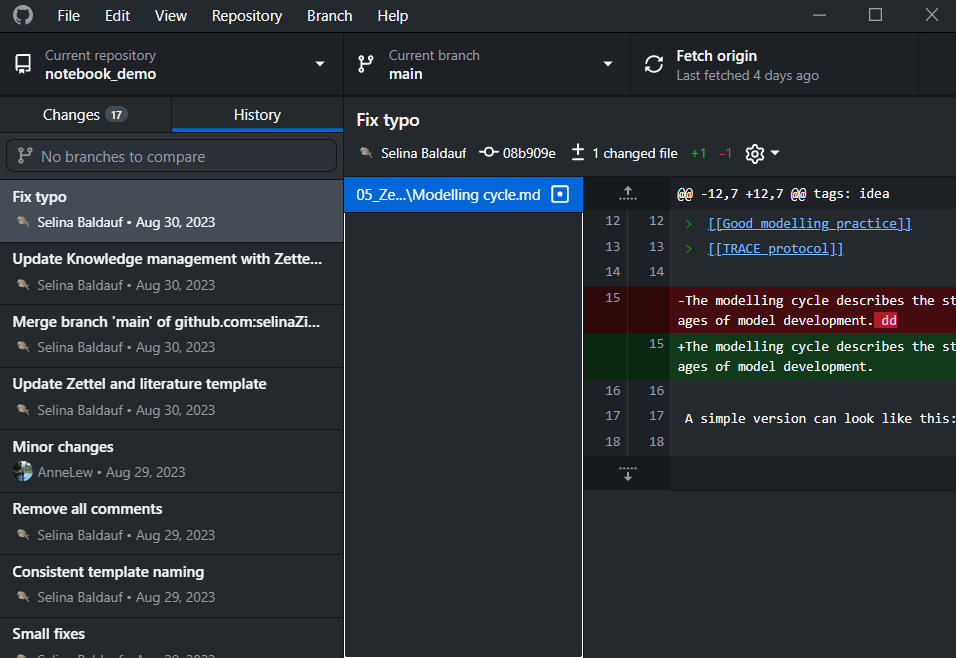 File Edit View Repository Branch Help
Current repository
notebook_demo
Current branch
main
Fetch origin
Last fetched 4 days ago
Changes 17
History
No branches to compare
Fix typo
Selina Baldauf • Aug 30, 2023
Update Knowledge management with Zette...
Selina Baldauf • Aug 30, 2023
Merge branch 'main' of github.com:selinaZi...
Selina Baldauf • Aug 30, 2023
Update Zettel and literature template
Selina Baldauf • Aug 30, 2023
Minor changes
AnneLew • Aug 29, 2023
Remove all comments
Selina Baldauf • Aug 29, 2023
Consistent template naming
Selina Baldauf • Aug 29, 2023
Small fixes
Selina Baldauf • Aug 29, 2023
Fix typo
Selina Baldauf 08b909e 1 changed file +1 -1
05_Ze...\Modelling cycle.md
@@ -12,7 +12,7 @@ tags: idea
12 12 > [[Good modelling practice]]
13 13 > [[TRACE protocol]]
14 14
15 -The modelling cycle describes the st
ages of model development. dd
15 +The modelling cycle describes the st
ages of model development.
16 16
17 17 A simple version can look like this:
18 18